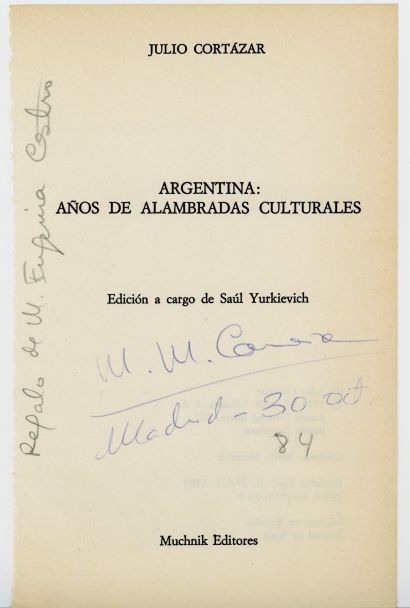 JULIO CORTÁZAR
ARGENTINA:
AÑOS DE ALAMBRADAS CULTURALES
Edición a cargo de Saúl Yurkievich
M. M.
Madrid - 30 oct.
84
Muchnik Editores
Regalo de M. Eugenia Castro